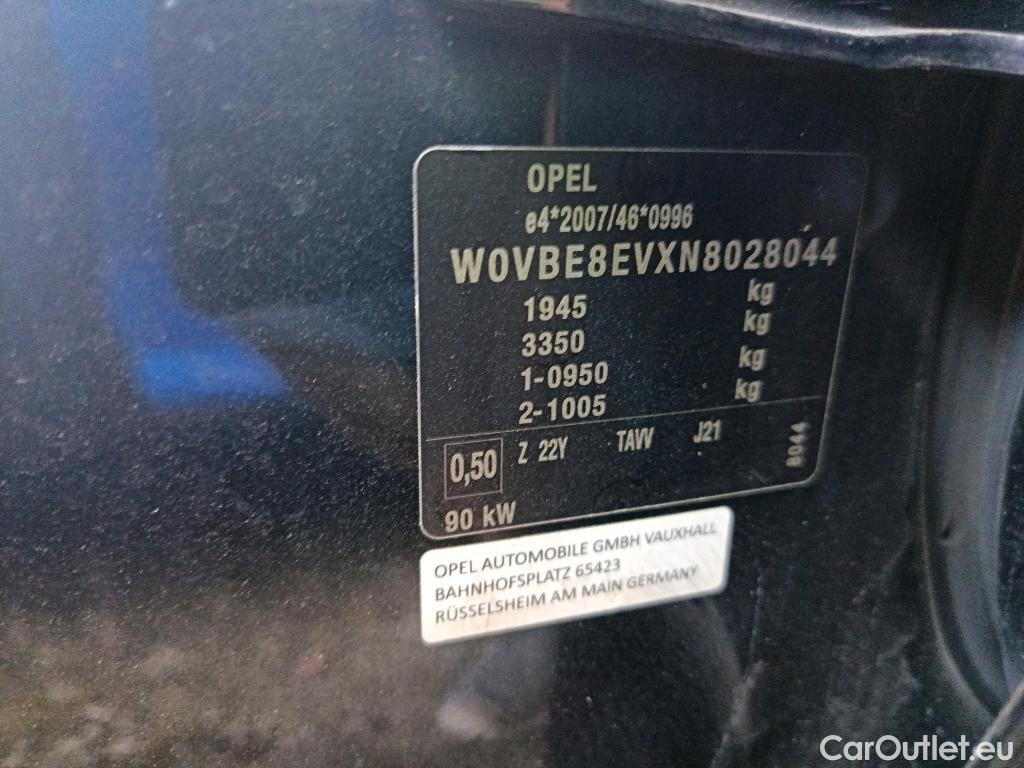 OPEL
e4*2007/46*0996
W0VBE8EVXN8028044
1945 kg
3350 kg
1-0950 kg
2-1005 kg
0,50 Z 22Y TAVV J21 8044
90 kW
OPEL AUTOMOBILE GMBH VAUXHALL
BAHNHOFSPLATZ 65423
RÜSSELSHEIM AM MAIN GERMANY
CarOutlet.eu